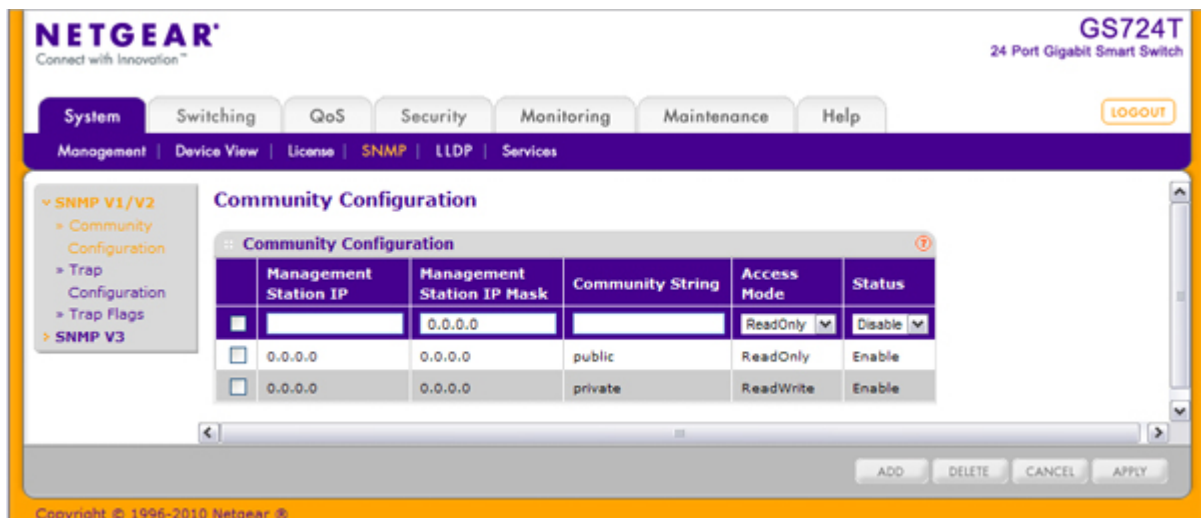 NETGEAR®
Connect with Innovation™
GS724T
24 Port Gigabit Smart Switch
System Switching QoS Security Monitoring Maintenance Help LOGOUT
Management | Device View | License | SNMP | LLDP | Services
SNMP V1/V2
» Community
Configuration
» Trap
Configuration
» Trap Flags
SNMP V3
Community Configuration
Community Configuration ?
Management Station IP Management Station IP Mask Community String Access Mode Status
0.0.0.0 ReadOnly Disable
0.0.0.0 0.0.0.0 public ReadOnly Enable
0.0.0.0 0.0.0.0 private ReadWrite Enable
ADD DELETE CANCEL APPLY
Copyright © 1996-2010 Netgear ®